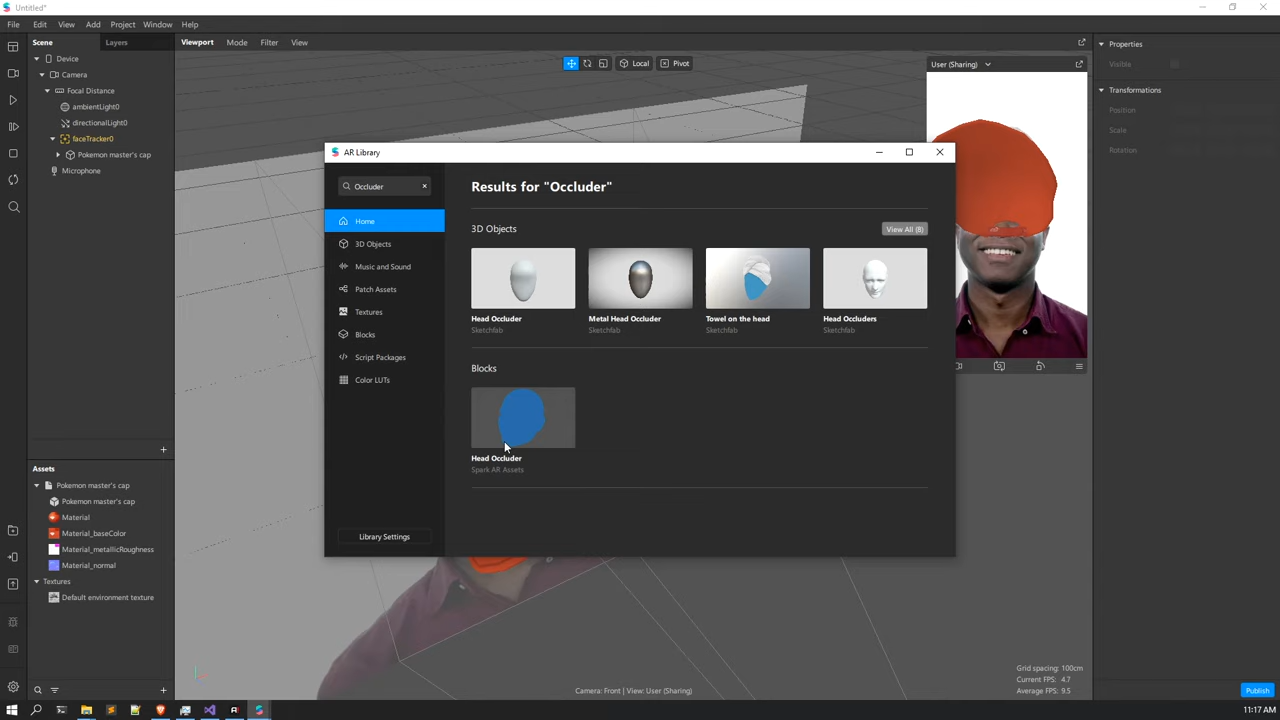 Untitled*
File Edit View Add Project Window Help
Scene Layers
Device
Camera
Focal Distance
ambientLight0
directionalLight0
faceTracker0
Pokemon master's cap
Microphone
Assets
Pokemon master's cap
Pokemon master's cap
Material
Material_baseColor
Material_metallicRoughness
Material_normal
Textures
Default environment texture
Viewport Mode Filter View
Local Pivot
User (Sharing)
AR Library
Occluder
Home
3D Objects
Music and Sound
Patch Assets
Textures
Blocks
Script Packages
Color LUTs
Library Settings
Results for "Occluder"
3D Objects View All (8)
Head Occluder
Sketchfab
Metal Head Occluder
Sketchfab
Towel on the head
Sketchfab
Head Occluders
Sketchfab
Blocks
Head Occluder
Spark AR Assets
Properties
Visible
Transformations
Position
Scale
Rotation
Grid spacing: 100cm
Current FPS: 4.7
Average FPS: 9.5
Camera: Front | View: User (Sharing)
Publish
11:17 AM